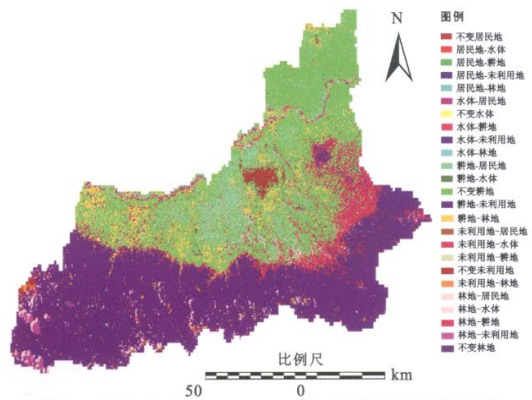 N
图例
不变居民地
居民地-水体
居民地-耕地
居民地-未利用地
居民地-林地
水体-居民地
不变水体
水体-耕地
水体-未利用地
水体-林地
耕地-居民地
耕地-水体
不变耕地
耕地-未利用地
耕地-林地
未利用地-居民地
未利用地-水体
未利用地-耕地
不变未利用地
未利用地-林地
林地-居民地
林地-水体
林地-耕地
林地-未利用地
不变林地
比例尺
km
50 0